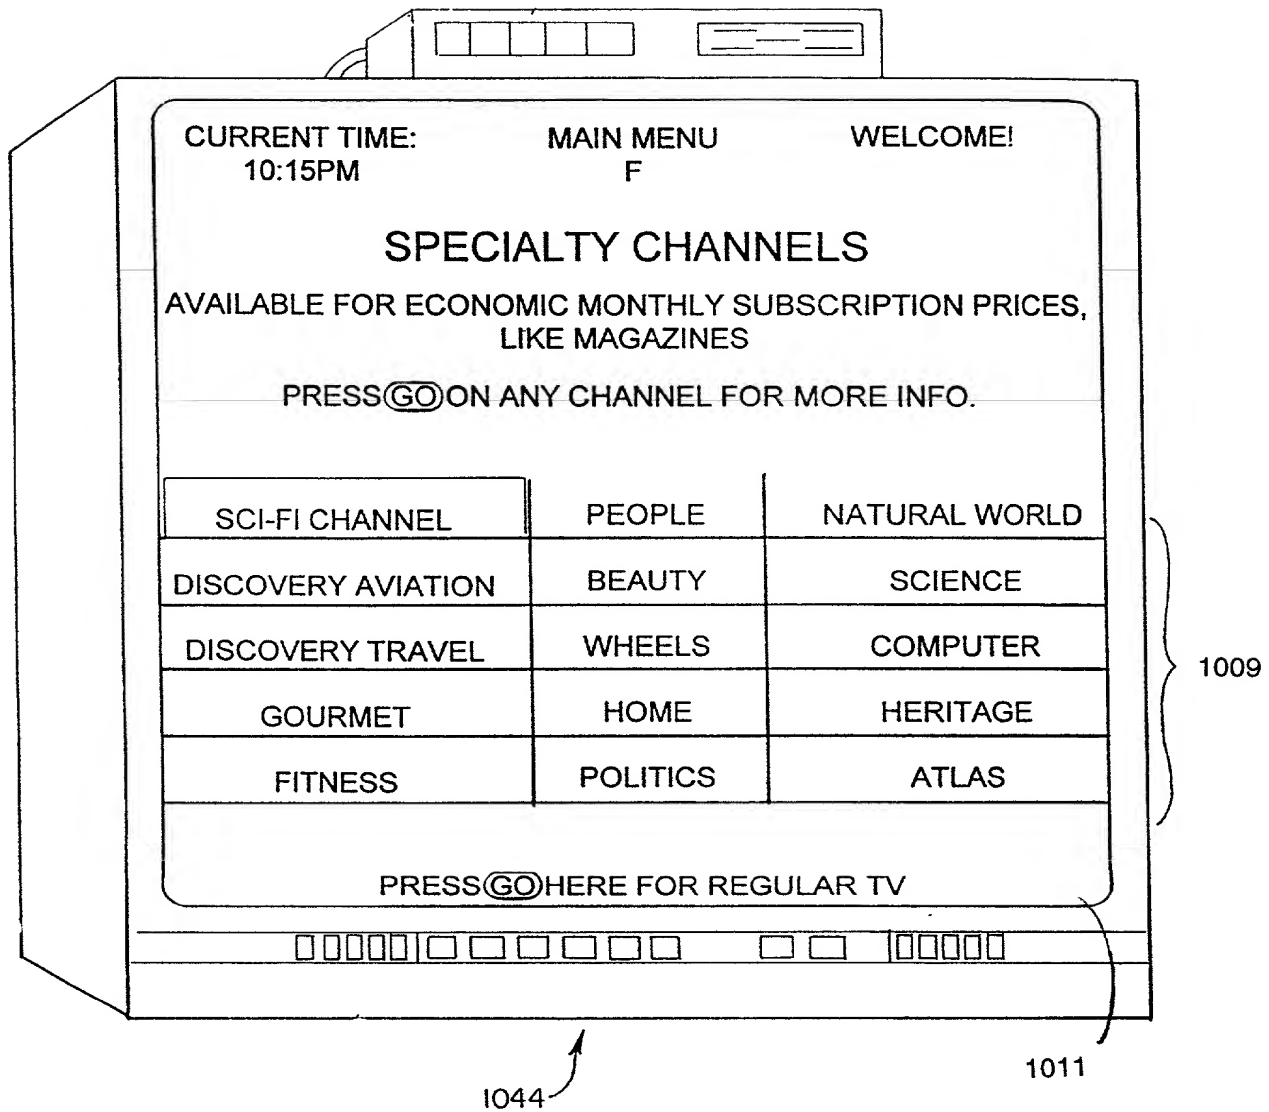 CURRENT TIME: MAIN MENU WELCOME!
10:15PM F
SPECIALTY CHANNELS
AVAILABLE FOR ECONOMIC MONTHLY SUBSCRIPTION PRICES,
LIKE MAGAZINES
PRESS GO ON ANY CHANNEL FOR MORE INFO.
SCI-FI CHANNEL PEOPLE NATURAL WORLD
DISCOVERY AVIATION BEAUTY SCIENCE
DISCOVERY TRAVEL WHEELS COMPUTER
1009
GOURMET HOME HERITAGE
FITNESS POLITICS ATLAS
PRESS GO HERE FOR REGULAR TV
1011
1044